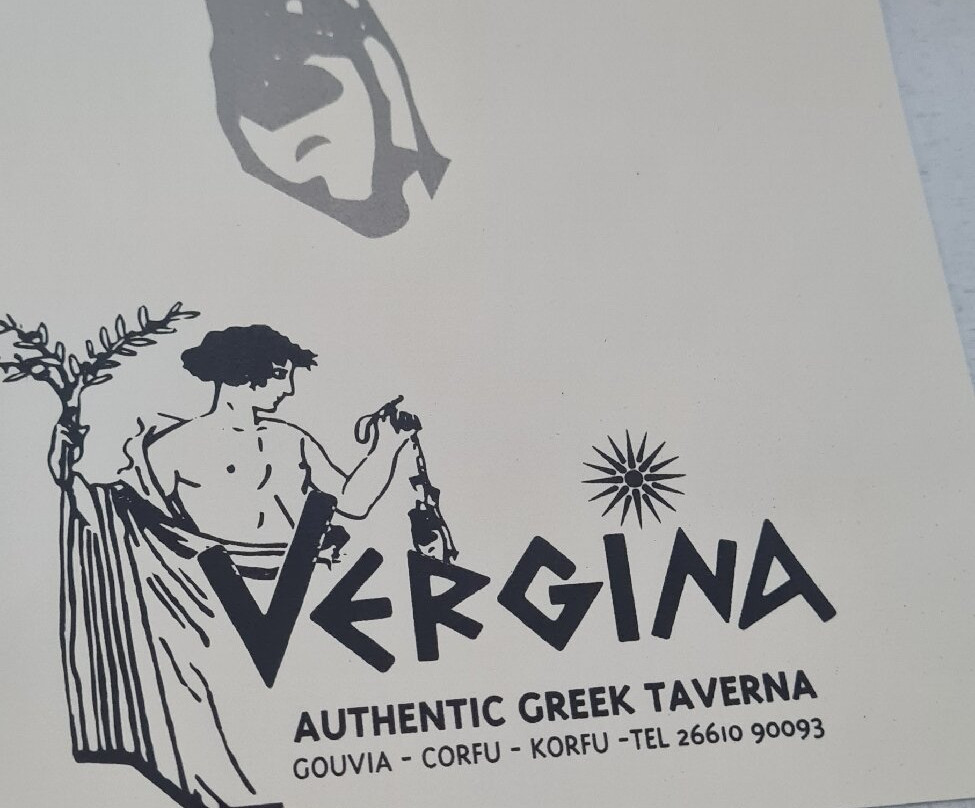 VERGINA
AUTHENTIC GREEK TAVERNA
GOUVIA - CORFU - KORFU -TEL 26610 90093